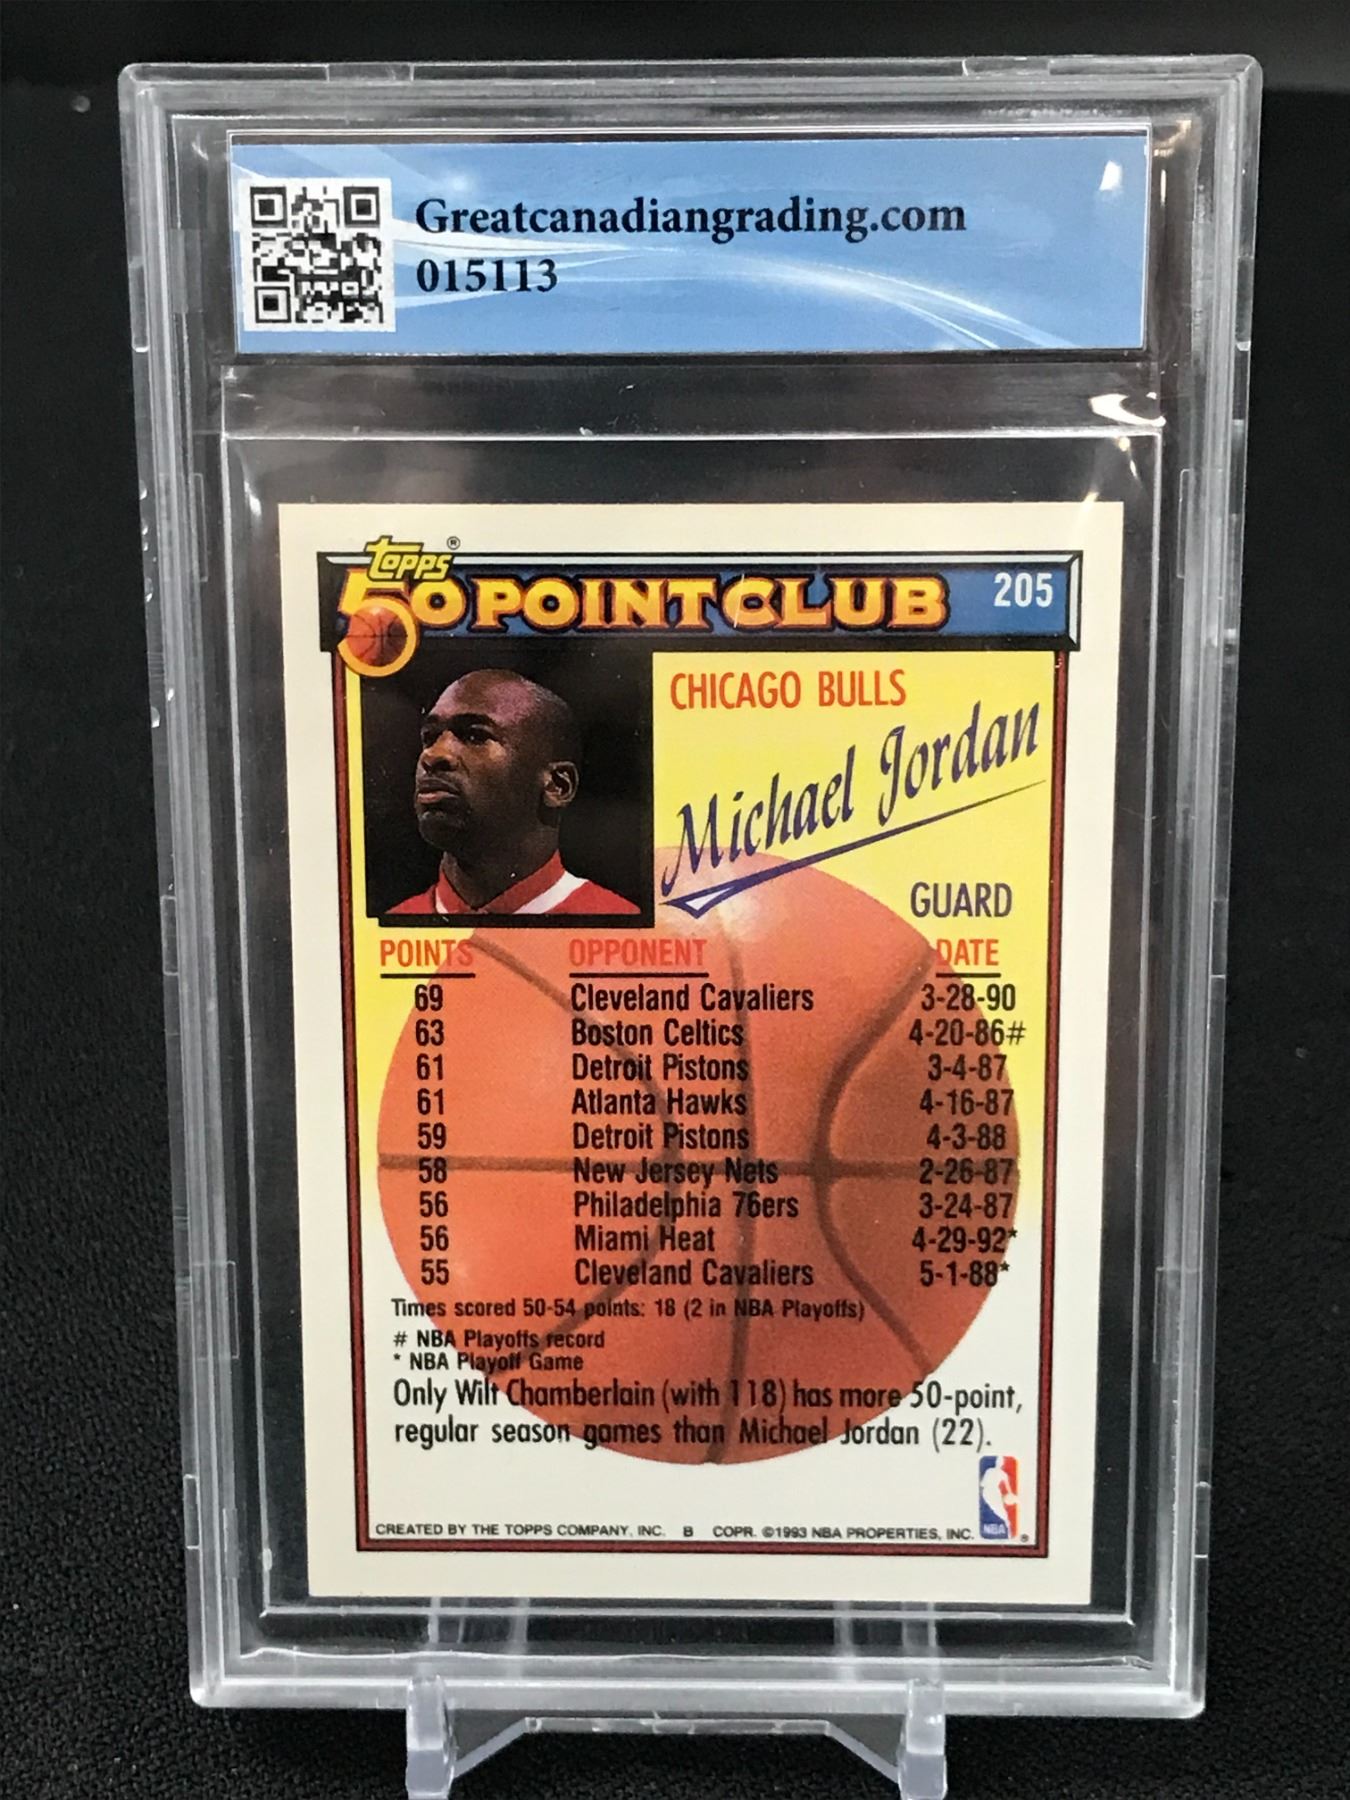 Greatcanadiangrading.com
015113
topps®
50 POINT CLUB 205
CHICAGO BULLS
Michael Jordan
GUARD
POINTS OPPONENT DATE
69 Cleveland Cavaliers 3-28-90
63 Boston Celtics 4-20-86#
61 Detroit Pistons 3-4-87
61 Atlanta Hawks 4-16-87
59 Detroit Pistons 4-3-88
58 New Jersey Nets 2-26-87
56 Philadelphia 76ers 3-24-87
56 Miami Heat 4-29-92*
55 Cleveland Cavaliers 5-1-88*
Times scored 50-54 points: 18 (2 in NBA Playoffs)
# NBA Playoffs record
* NBA Playoff Game
Only Wilt Chamberlain (with 118) has more 50-point,
regular season games than Michael Jordan (22).
NBA ®
CREATED BY THE TOPPS COMPANY, INC. B COPR. ©1993 NBA PROPERTIES, INC.